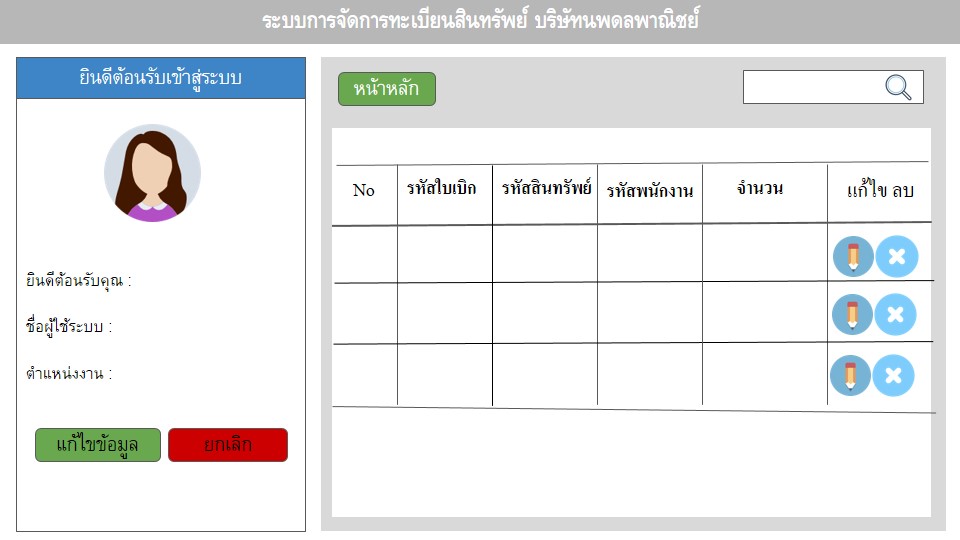 ระบบการจัดการทะเบียนสินทรัพย์ บริษัทนพดลพาณิชย์
ยินดีต้อนรับเข้าสู่ระบบ
ยินดีต้อนรับคุณ :
ชื่อผู้ใช้ระบบ :
ตำแหน่งงาน :
แก้ไขข้อมูล ยกเลิก
หน้าหลัก
No รหัสใบเบิก รหัสสินทรัพย์ รหัสพนักงาน จำนวน แก้ไข ลบ